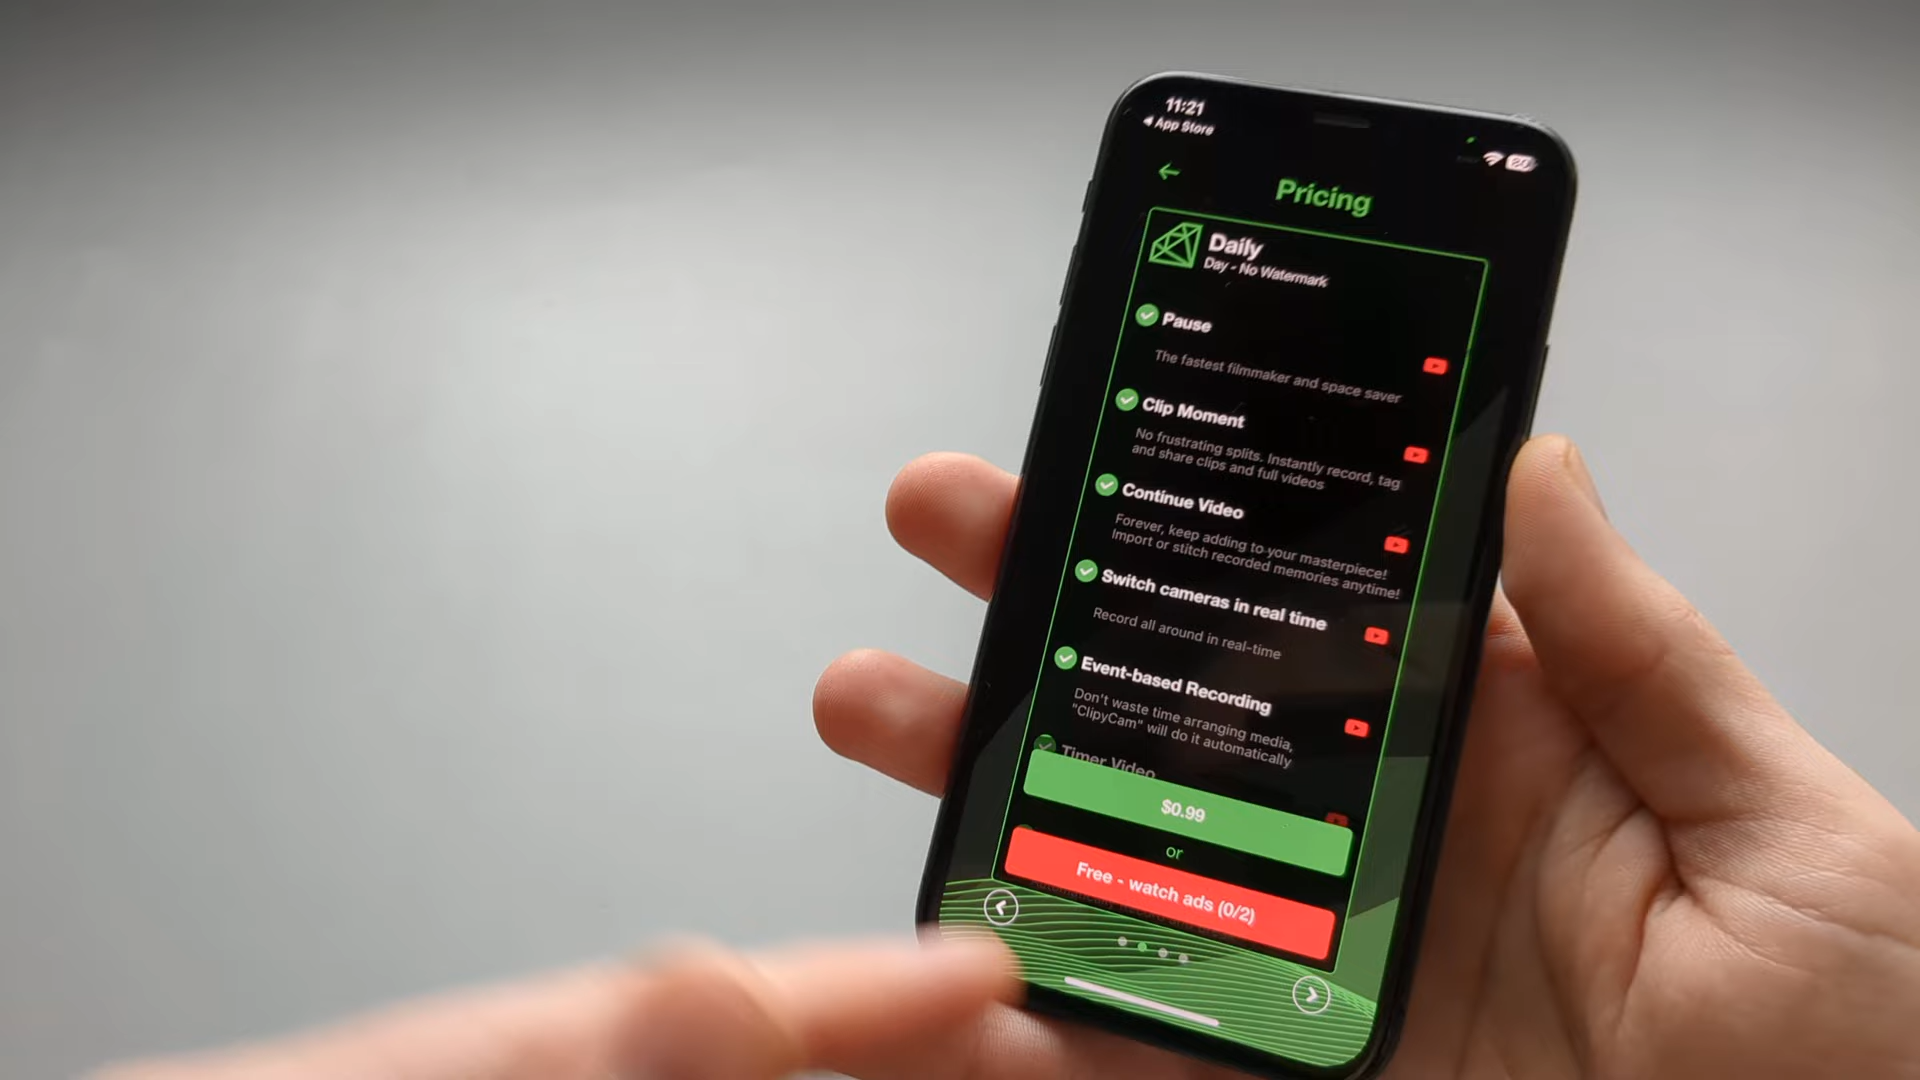 11:21
App Store
80
Pricing
Daily
Day - No Watermark
Pause
The fastest filmmaker and space saver
Clip Moment
No frustrating splits. Instantly record, tag
and share clips and full videos
Continue Video
Forever, keep adding to your masterpiece!
Import or stitch recorded memories anytime!
Switch cameras in real time
Record all around in real-time
Event-based Recording
Don't waste time arranging media,
"ClipyCam" will do it automatically
Timer Video
$0.99
or
Free - watch ads (0/2)